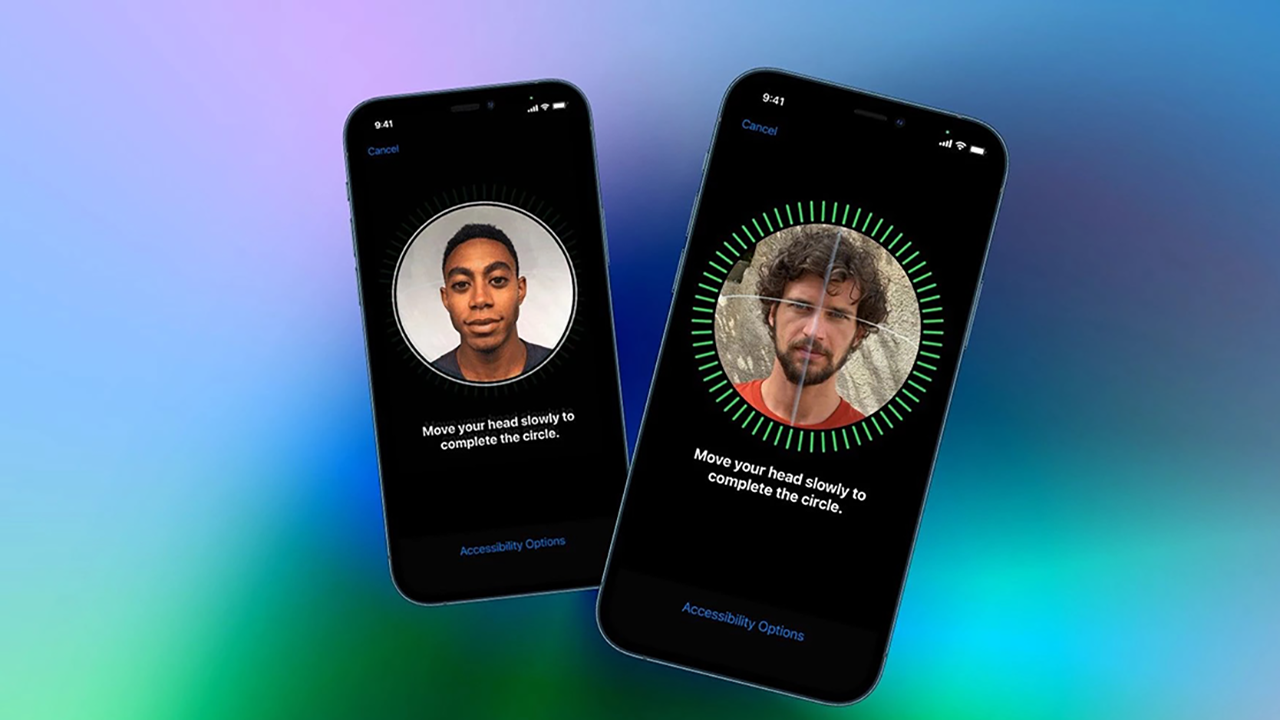 9:41
Cancel
Move your head slowly to
complete the circle.
Accessibility Options
9:41
Cancel
Move your head slowly to
complete the circle.
Accessibility Options